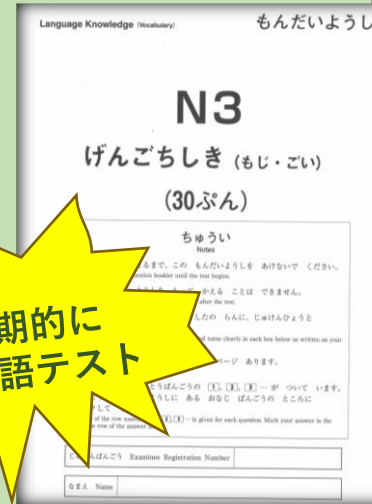 Language Knowledge (Vocabulary)
もんだいようし
N3
げんごちしき (もじ・ごい)
(30ぷん)
ちゅうい
Notes
るまで、この もんだいようしを あけないで ください。
question booklet until the test begins.
かえる ことは できません。
after the test.
したの らんに、じゅけんひょうと
name clearly in each box below as written on your
ページ あります。
ばんごうの 1、2、3 … が ついて います。
うしに ある おなじ ばんごうの ところに
して
of the row 
2, 3 … is given for each question. Mark your answer in the
row of the answer
ばんごう Examinee Registration Number
なまえ Name
期的に
語テスト